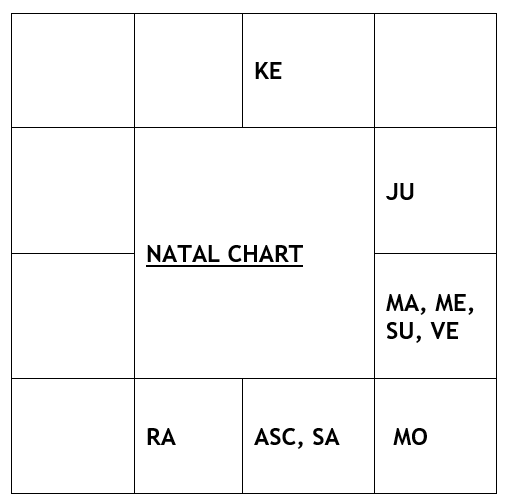 KE
JU
NATAL CHART
MA, ME,
SU, VE
RA
ASC, SA
MO